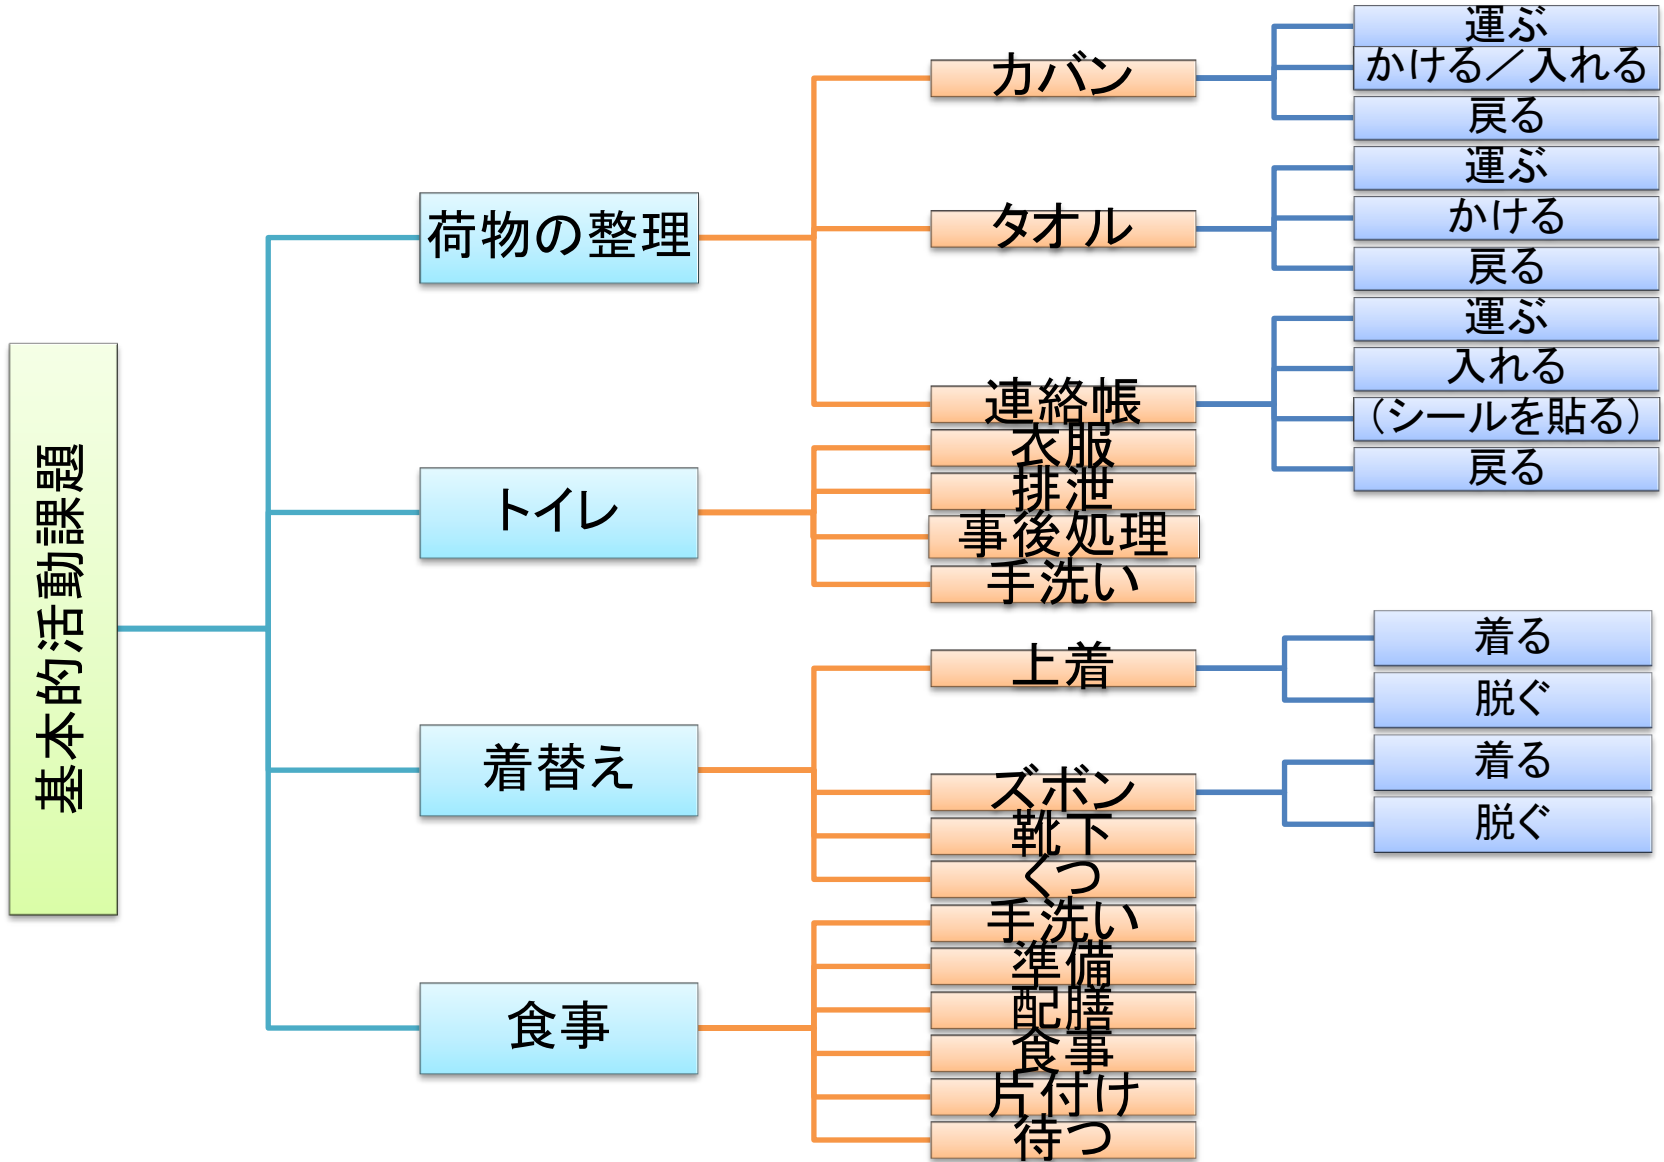 基本的活動課題
荷物の整理
カバン
運ぶ
かける／入れる
戻る
タオル
運ぶ
かける
戻る
連絡帳
運ぶ
入れる
（シールを貼る）
戻る
トイレ
衣服
排泄
事後処理
手洗い
着替え
上着
着る
脱ぐ
ズボン
着る
脱ぐ
靴下
くつ
食事
手洗い
準備
配膳
食事
片付け
待つ